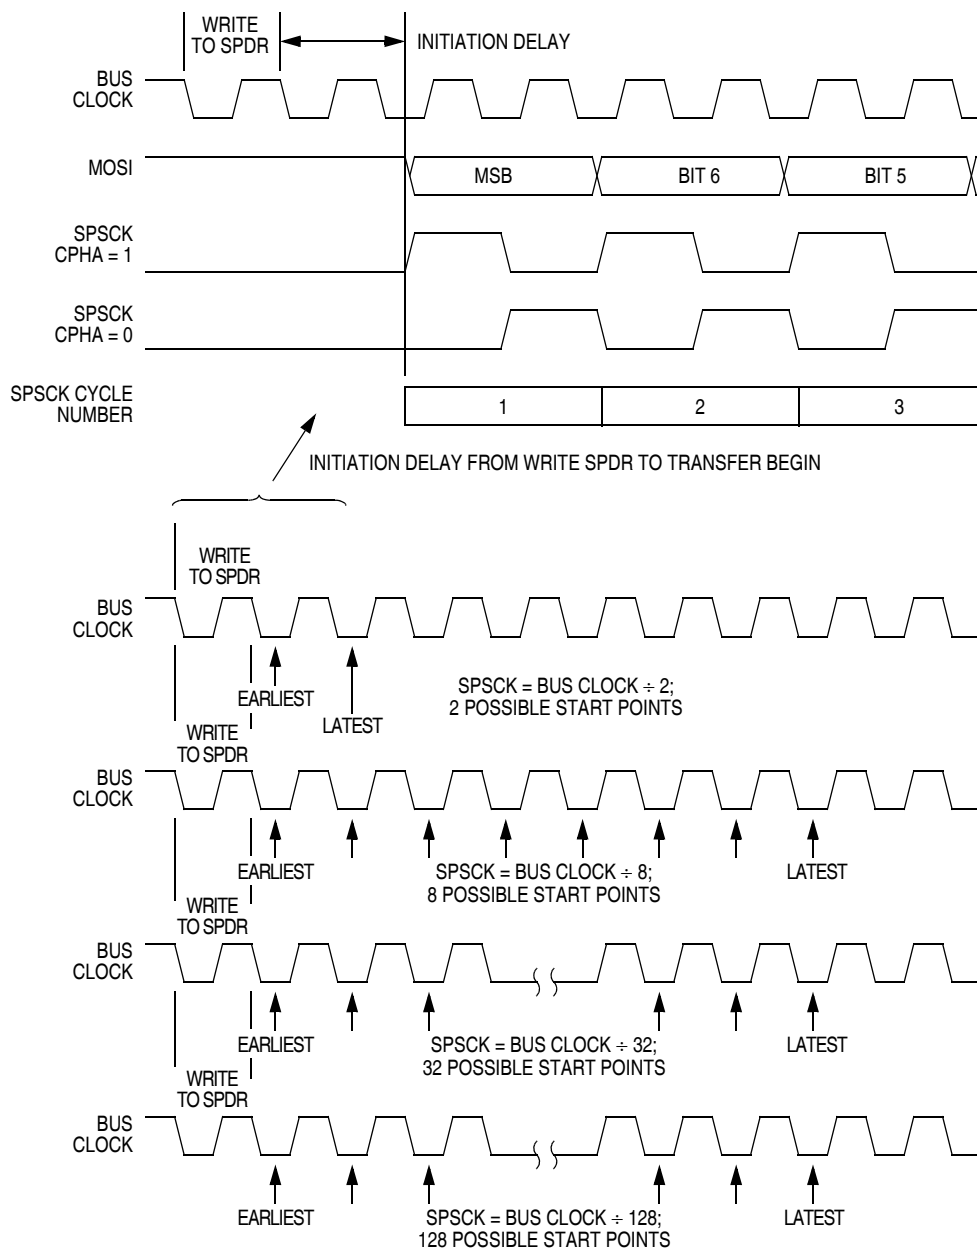 WRITE
TO SPDR
INITIATION DELAY
BUS
CLOCK
MOSI
MSB
BIT 6
BIT 5
SPSCK
CPHA = 1
SPSCK
CPHA = 0
SPSCK CYCLE
NUMBER
1
2
3
INITIATION DELAY FROM WRITE SPDR TO TRANSFER BEGIN
WRITE
TO SPDR
BUS
CLOCK
EARLIEST
LATEST
SPSCK = BUS CLOCK ÷ 2;
2 POSSIBLE START POINTS
WRITE
TO SPDR
BUS
CLOCK
EARLIEST
SPSCK = BUS CLOCK ÷ 8;
8 POSSIBLE START POINTS
LATEST
WRITE
TO SPDR
BUS
CLOCK
EARLIEST
SPSCK = BUS CLOCK ÷ 32;
32 POSSIBLE START POINTS
LATEST
WRITE
TO SPDR
BUS
CLOCK
EARLIEST
SPSCK = BUS CLOCK ÷ 128;
128 POSSIBLE START POINTS
LATEST